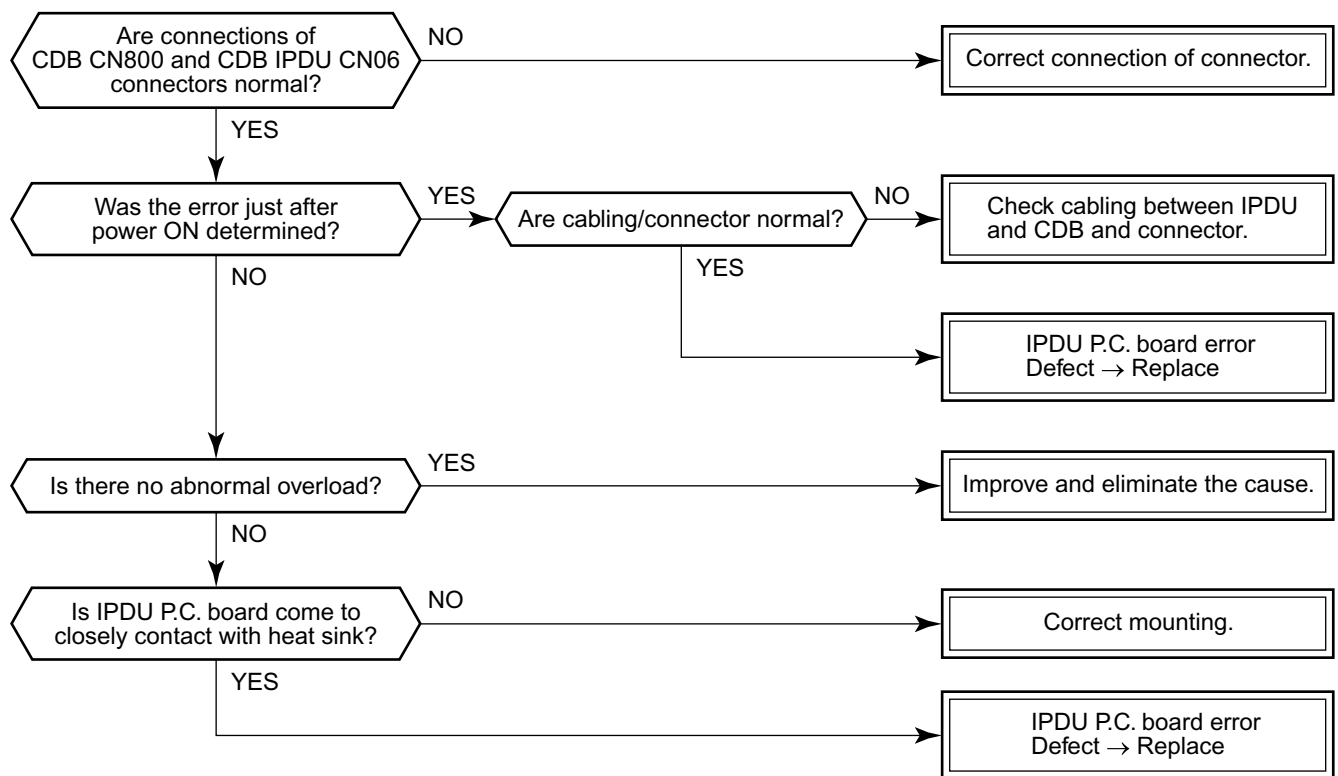 Are connections of
CDB CN800 and CDB IPDU CN06
connectors normal?
NO
Correct connection of connector.
YES
Was the error just after
power ON determined?
YES
Are cabling/connector normal?
NO
Check cabling between IPDU
and CDB and connector.
NO
YES
IPDU P.C. board error
Defect → Replace
Is there no abnormal overload?
YES
Improve and eliminate the cause.
NO
Is IPDU P.C. board come to
closely contact with heat sink?
NO
Correct mounting.
YES
IPDU P.C. board error
Defect → Replace